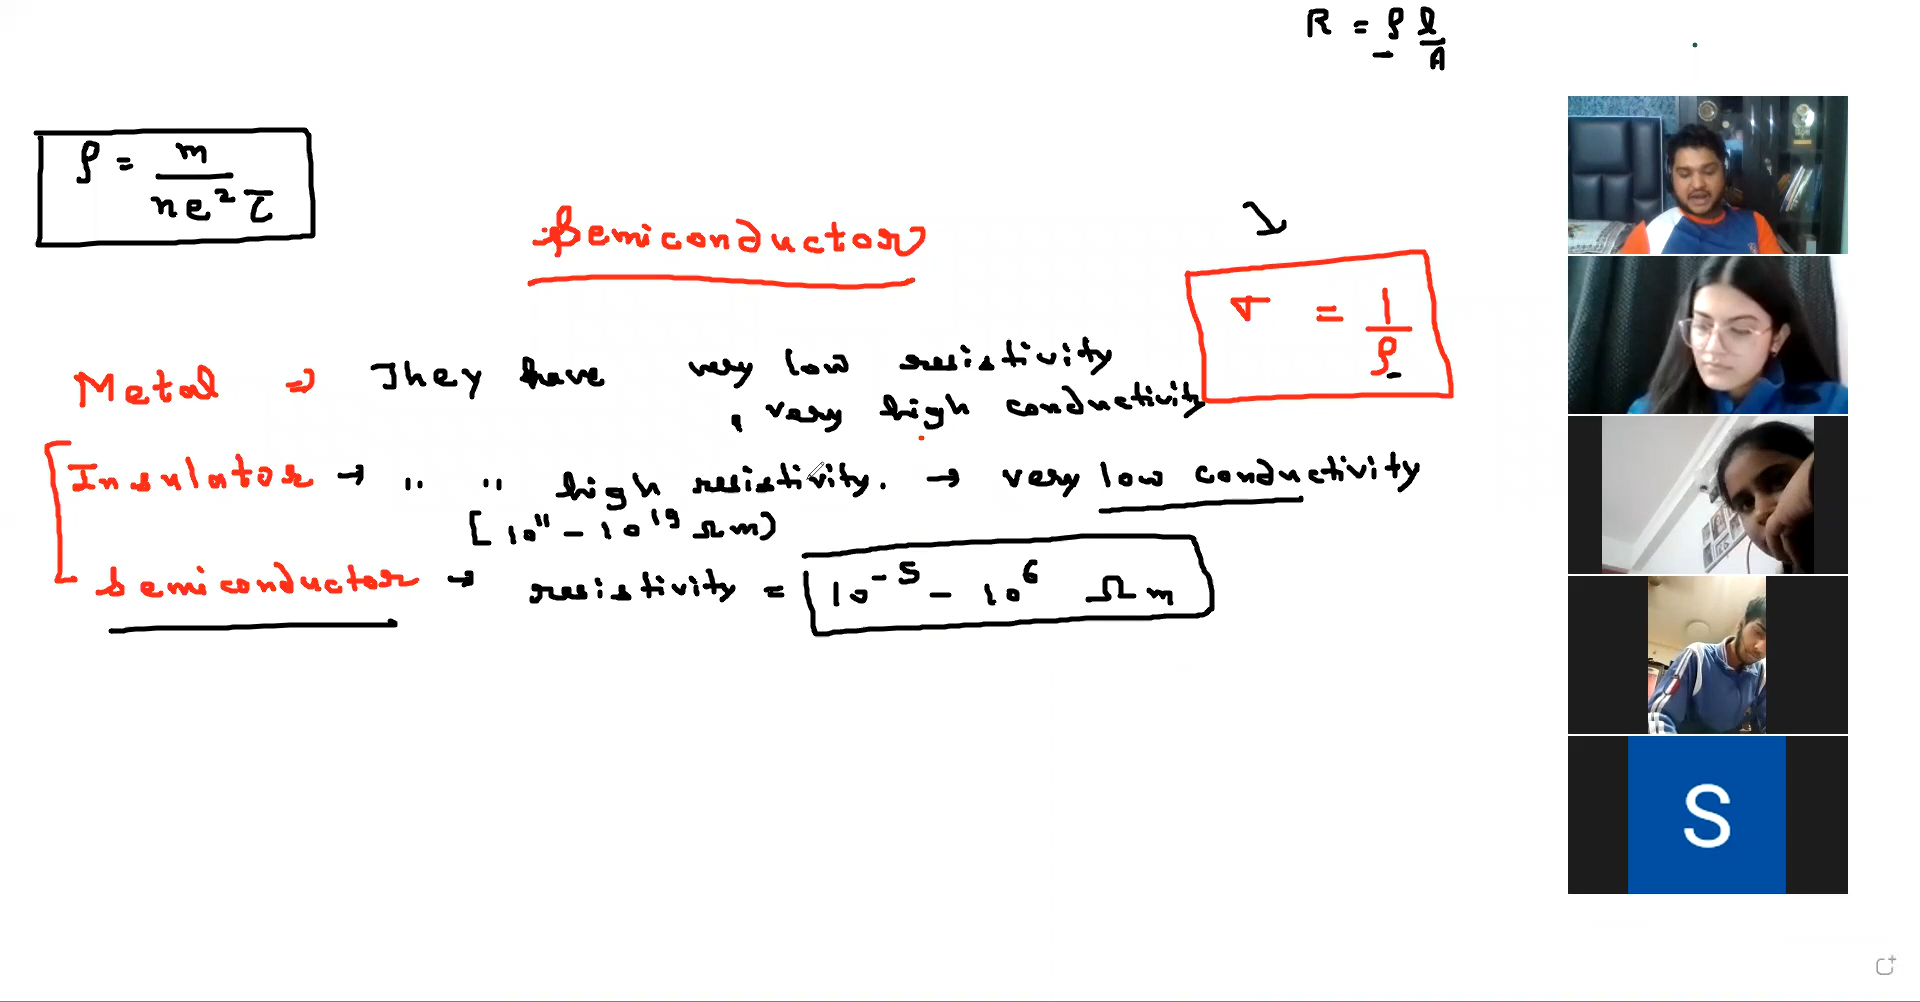 R = ρ l/A
ρ = m/ne²τ
Semiconductor
σ = 1/ρ
Metal ⇒ They have very low resistivity
, very high conductivity
Insulator → " " high resistivity. → very low conductivity
[10¹¹ - 10¹⁹ Ωm)
Semiconductor → resistivity = 10⁻⁵ - 10⁶ Ωm
S